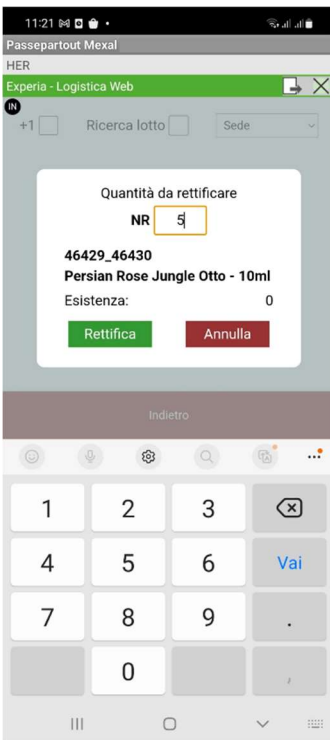 11:21
Passepartout Mexal
HER
Experia - Logistica Web
IN
+1 Ricerca lotto Sede
Quantità da rettificare
NR 5
46429_46430
Persian Rose Jungle Otto - 10ml
Esistenza: 0
Rettifica Annulla
Indietro
1 2 3
4 5 6 Vai
7 8 9 .
0 ,